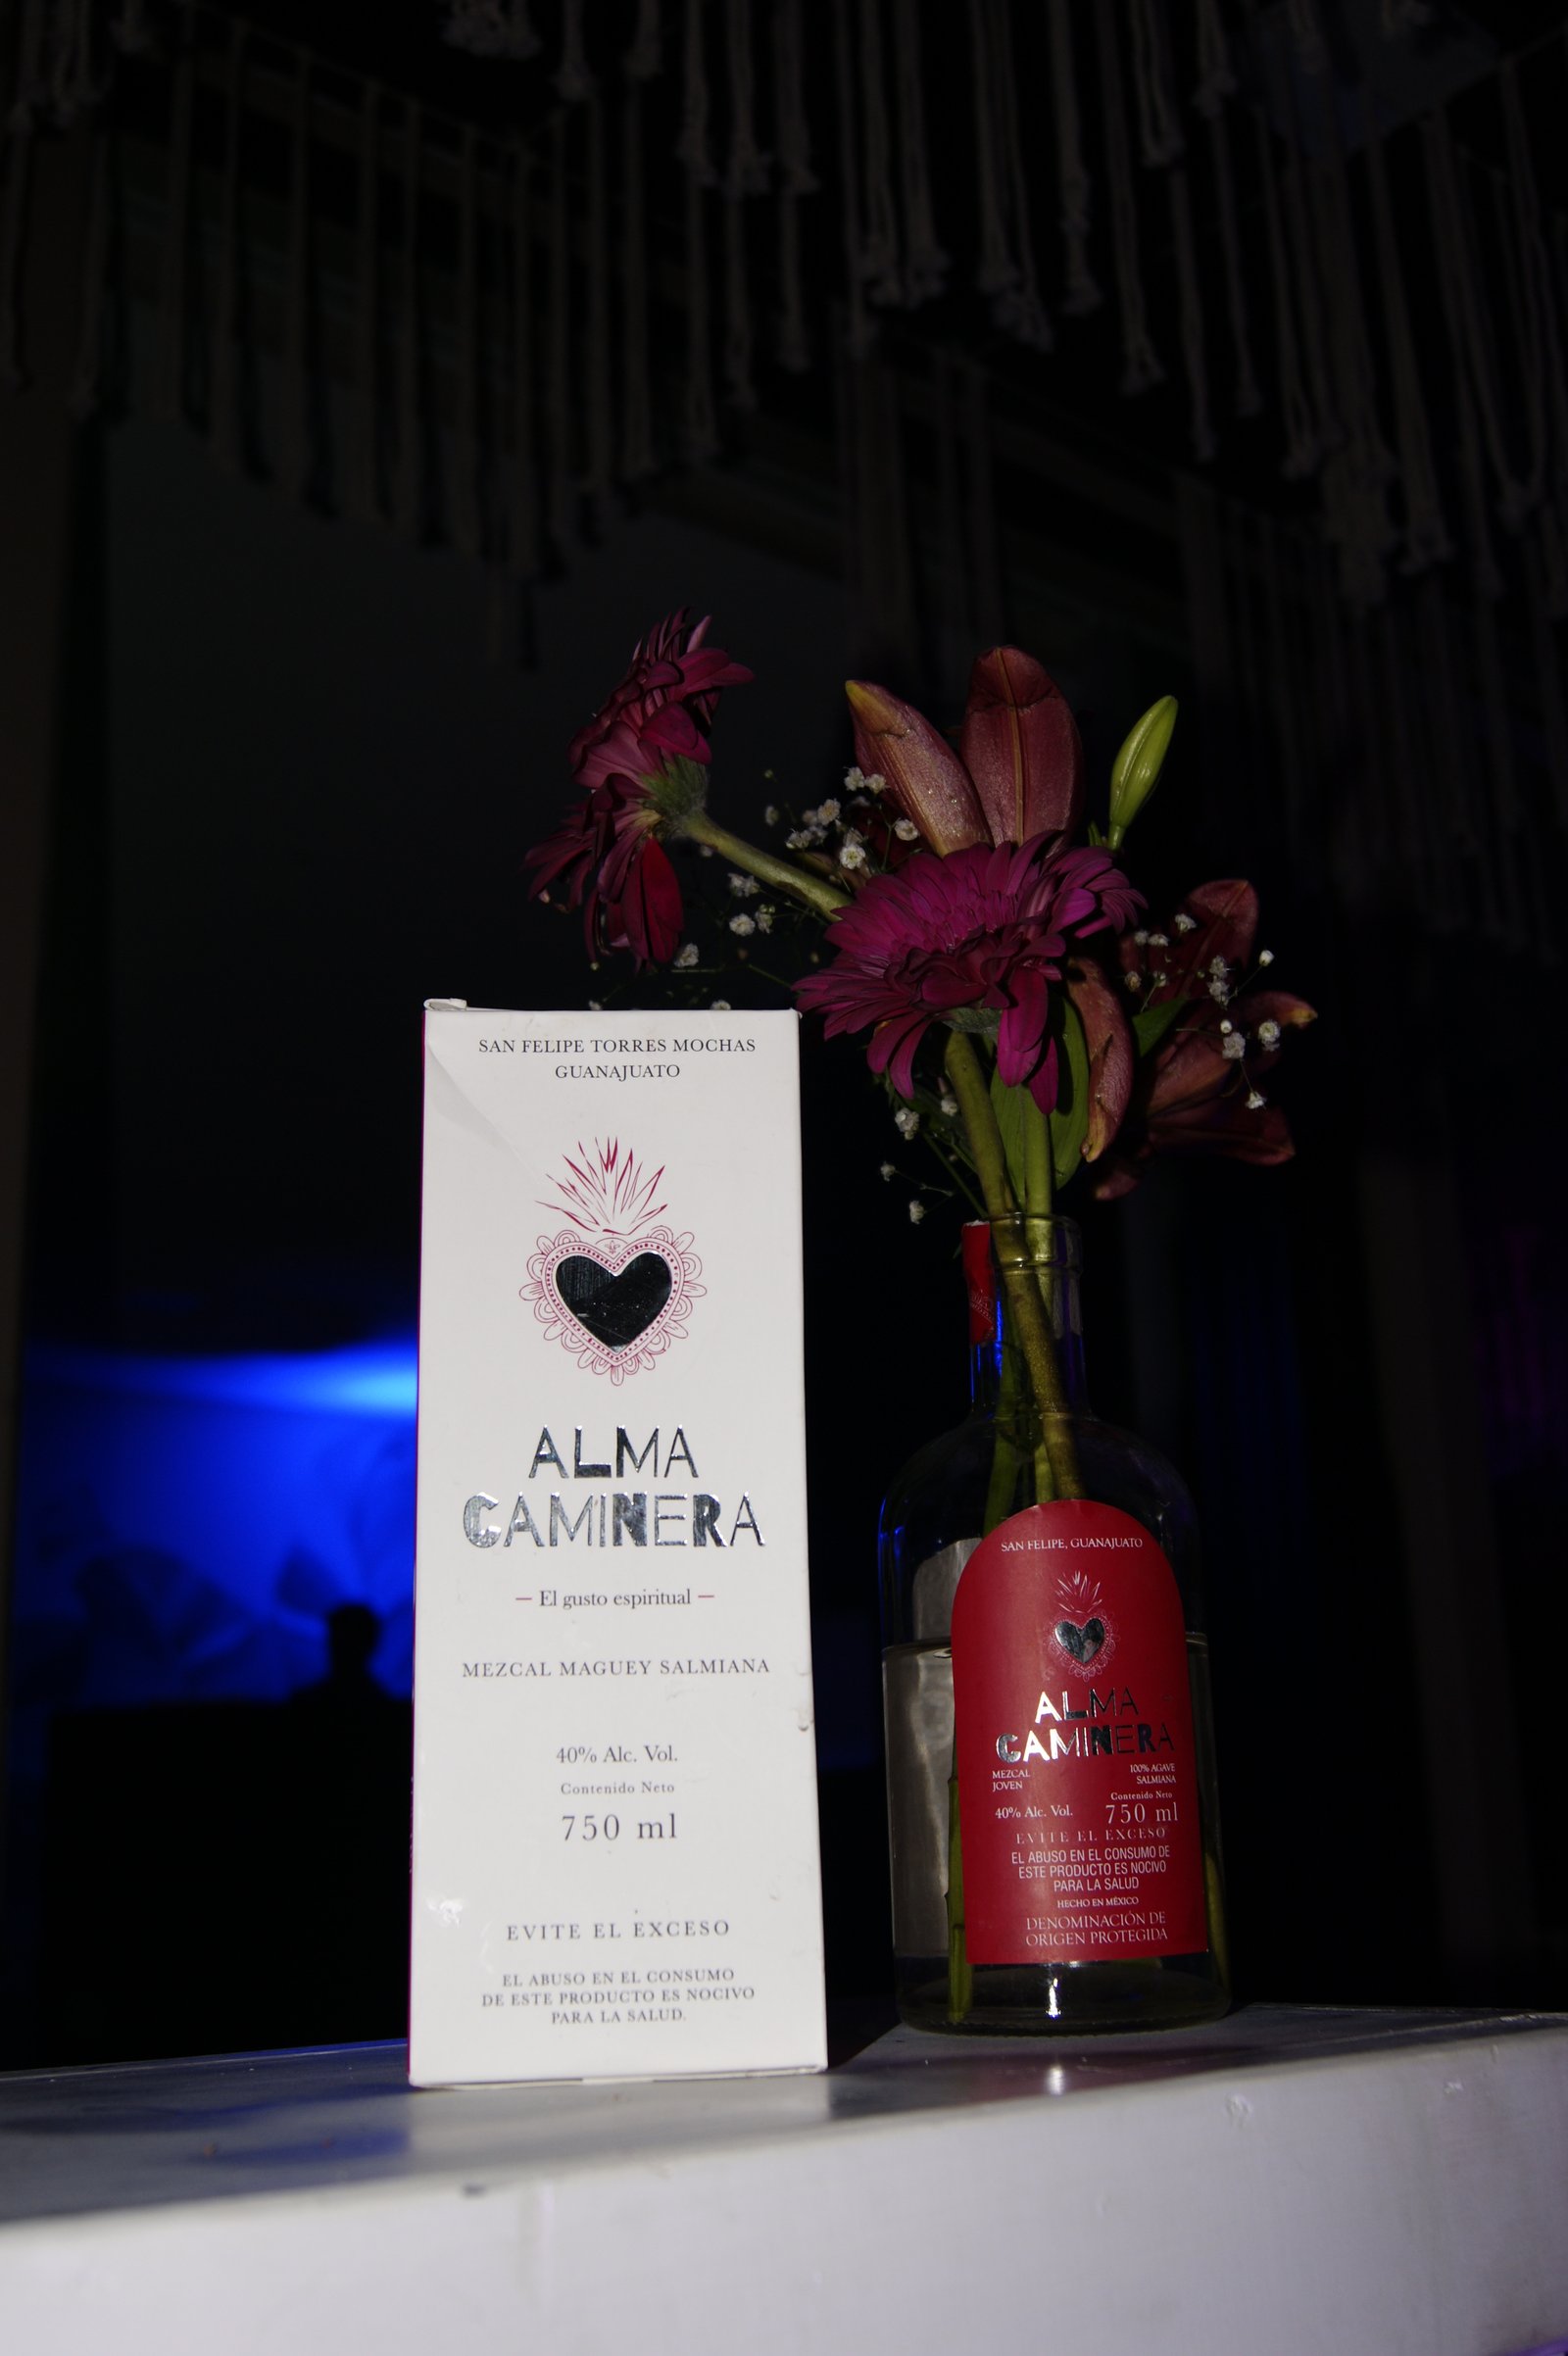 SAN FELIPE TORRES MOCHAS
GUANAJUATO
ALMA
CAMINERA
— El gusto espiritual —
MEZCAL MAGUEY SALMIANA
40% Alc. Vol.
Contenido Neto
750 ml
EVITE EL EXCESO
EL ABUSO EN EL CONSUMO
DE ESTE PRODUCTO ES NOCIVO
PARA LA SALUD.
SAN FELIPE, GUANAJUATO
ALMA
CAMINERA
MEZCAL
JOVEN
100% AGAVE
SALMIANA
40% Alc. Vol.
Contenido Neto
750 ml
EVITE EL EXCESO
EL ABUSO EN EL CONSUMO DE
ESTE PRODUCTO ES NOCIVO
PARA LA SALUD
HECHO EN MÉXICO
DENOMINACIÓN DE
ORIGEN PROTEGIDA